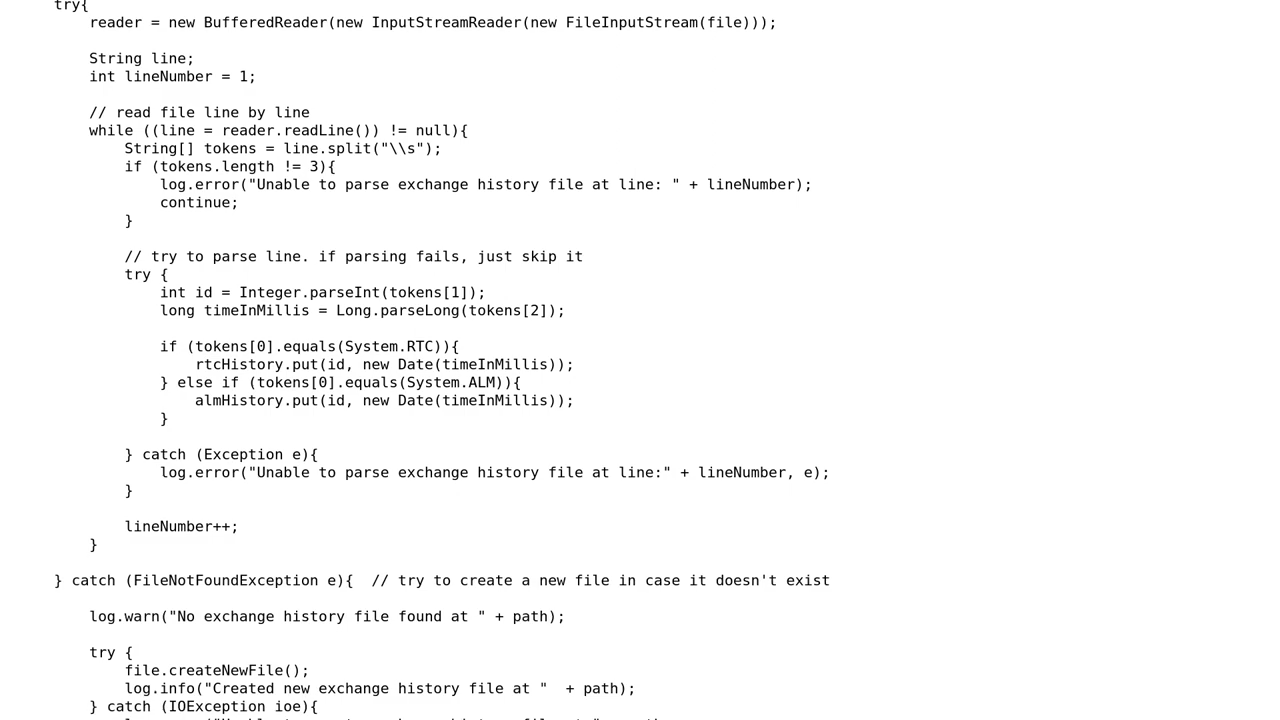 try{
reader = new BufferedReader(new InputStreamReader(new FileInputStream(file)));
String line;
int lineNumber = 1;
// read file line by line
while ((line = reader.readLine()) != null){
String[] tokens = line.split("\\s");
if (tokens.length != 3){
log.error("Unable to parse exchange history file at line: " + lineNumber);
continue;
}
// try to parse line. if parsing fails, just skip it
try {
int id = Integer.parseInt(tokens[1]);
long timeInMillis = Long.parseLong(tokens[2]);
if (tokens[0].equals(System.RTC)){
rtcHistory.put(id, new Date(timeInMillis));
} else if (tokens[0].equals(System.ALM)){
almHistory.put(id, new Date(timeInMillis));
}
} catch (Exception e){
log.error("Unable to parse exchange history file at line:" + lineNumber, e);
}
lineNumber++;
}
} catch (FileNotFoundException e){  // try to create a new file in case it doesn't exist
log.warn("No exchange history file found at " + path);
try {
file.createNewFile();
log.info("Created new exchange history file at "  + path);
} catch (IOException ioe){